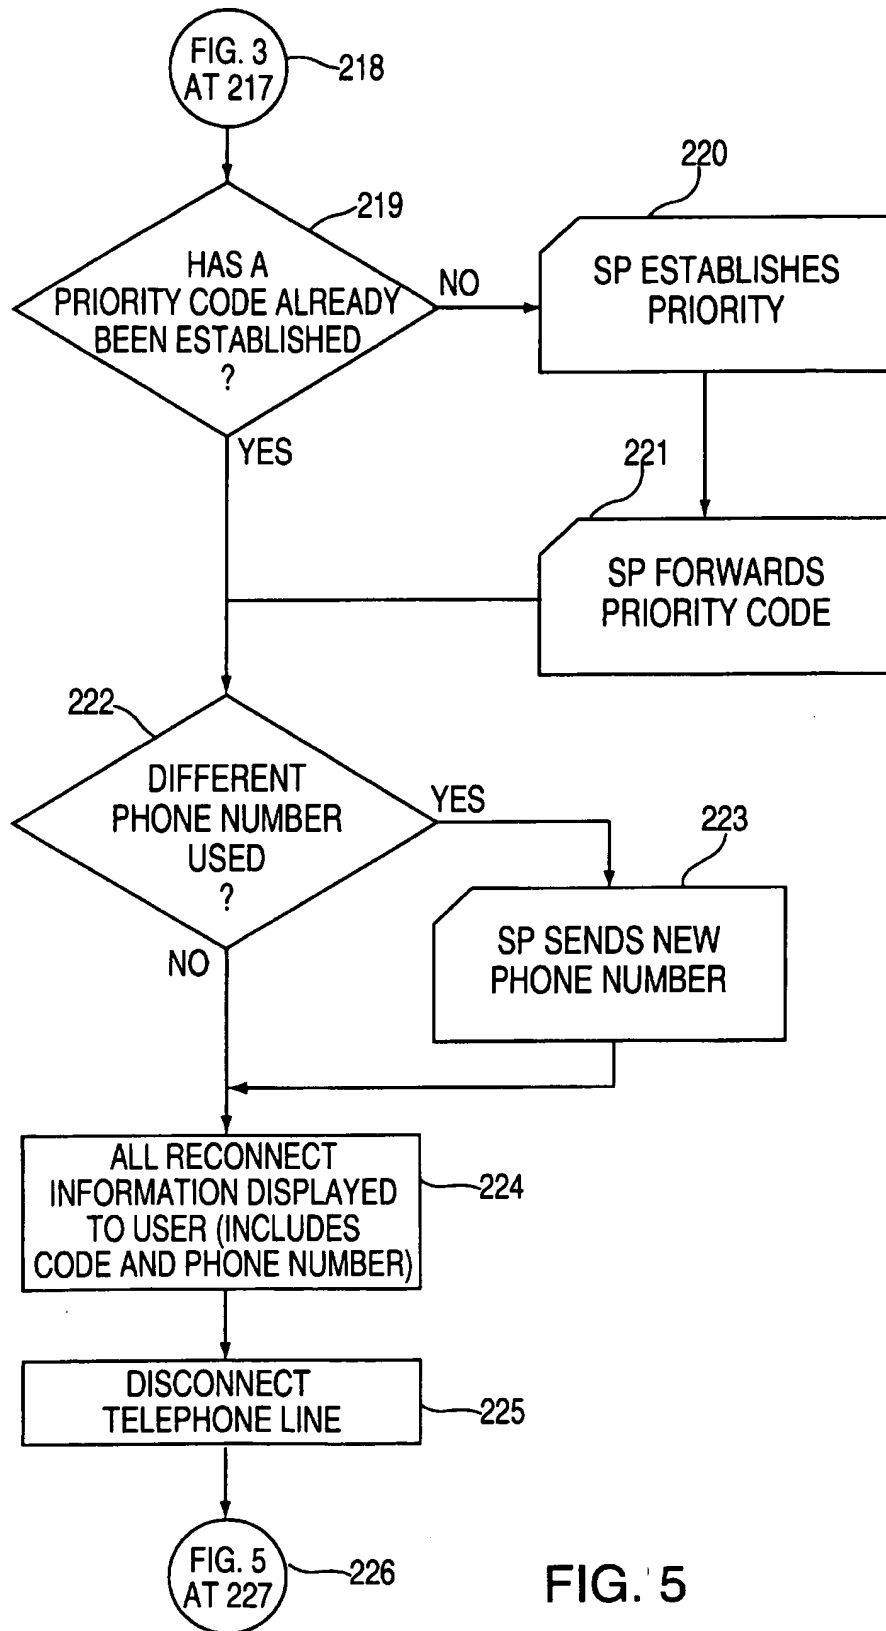 FIG. 3
AT 217
218
219
HAS A
PRIORITY CODE ALREADY
BEEN ESTABLISHED
?
NO
YES
220
SP ESTABLISHES
PRIORITY
221
SP FORWARDS
PRIORITY CODE
222
DIFFERENT
PHONE NUMBER
USED
?
YES
NO
223
SP SENDS NEW
PHONE NUMBER
ALL RECONNECT
INFORMATION DISPLAYED
TO USER (INCLUDES
CODE AND PHONE NUMBER)
224
DISCONNECT
TELEPHONE LINE
225
FIG. 5
AT 227
226
FIG. 5